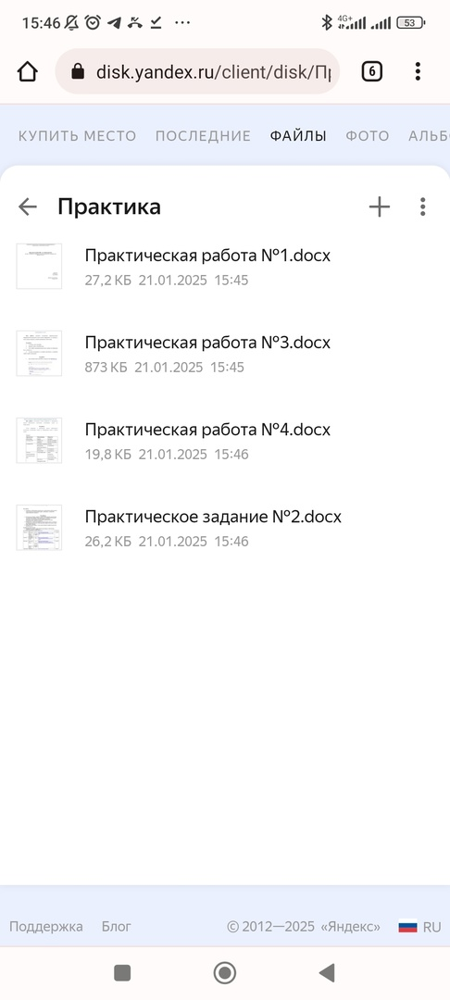 15:46
4G+
53
disk.yandex.ru/client/disk/Пр
6
КУПИТЬ МЕСТО ПОСЛЕДНИЕ ФАЙЛЫ ФОТО АЛЬБ
Практика
Практическая работа №1.docx
27,2 КБ 21.01.2025 15:45
Практическая работа №3.docx
873 КБ 21.01.2025 15:45
Практическая работа №4.docx
19,8 КБ 21.01.2025 15:46
Практическое задание №2.docx
26,2 КБ 21.01.2025 15:46
Поддержка Блог © 2012—2025 «Яндекс» RU